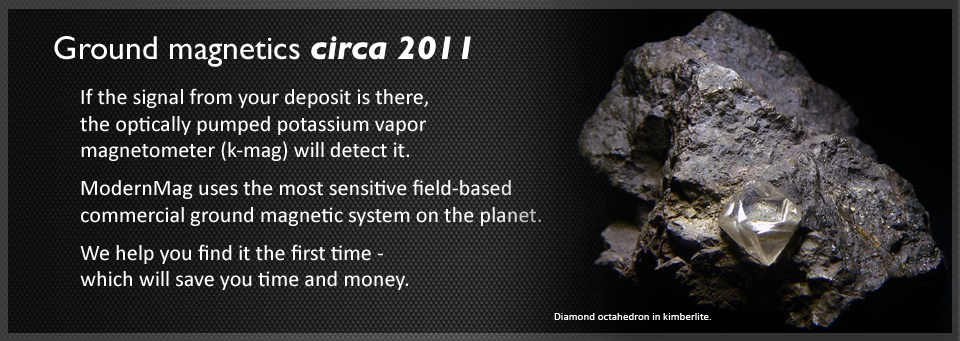 Ground magnetics circa 2011
If the signal from your deposit is there,
the optically pumped potassium vapor
magnetometer (k-mag) will detect it.
ModernMag uses the most sensitive field-based
commercial ground magnetic system on the planet.
We help you find it the first time -
which will save you time and money.
Diamond octahedron in kimberlite.